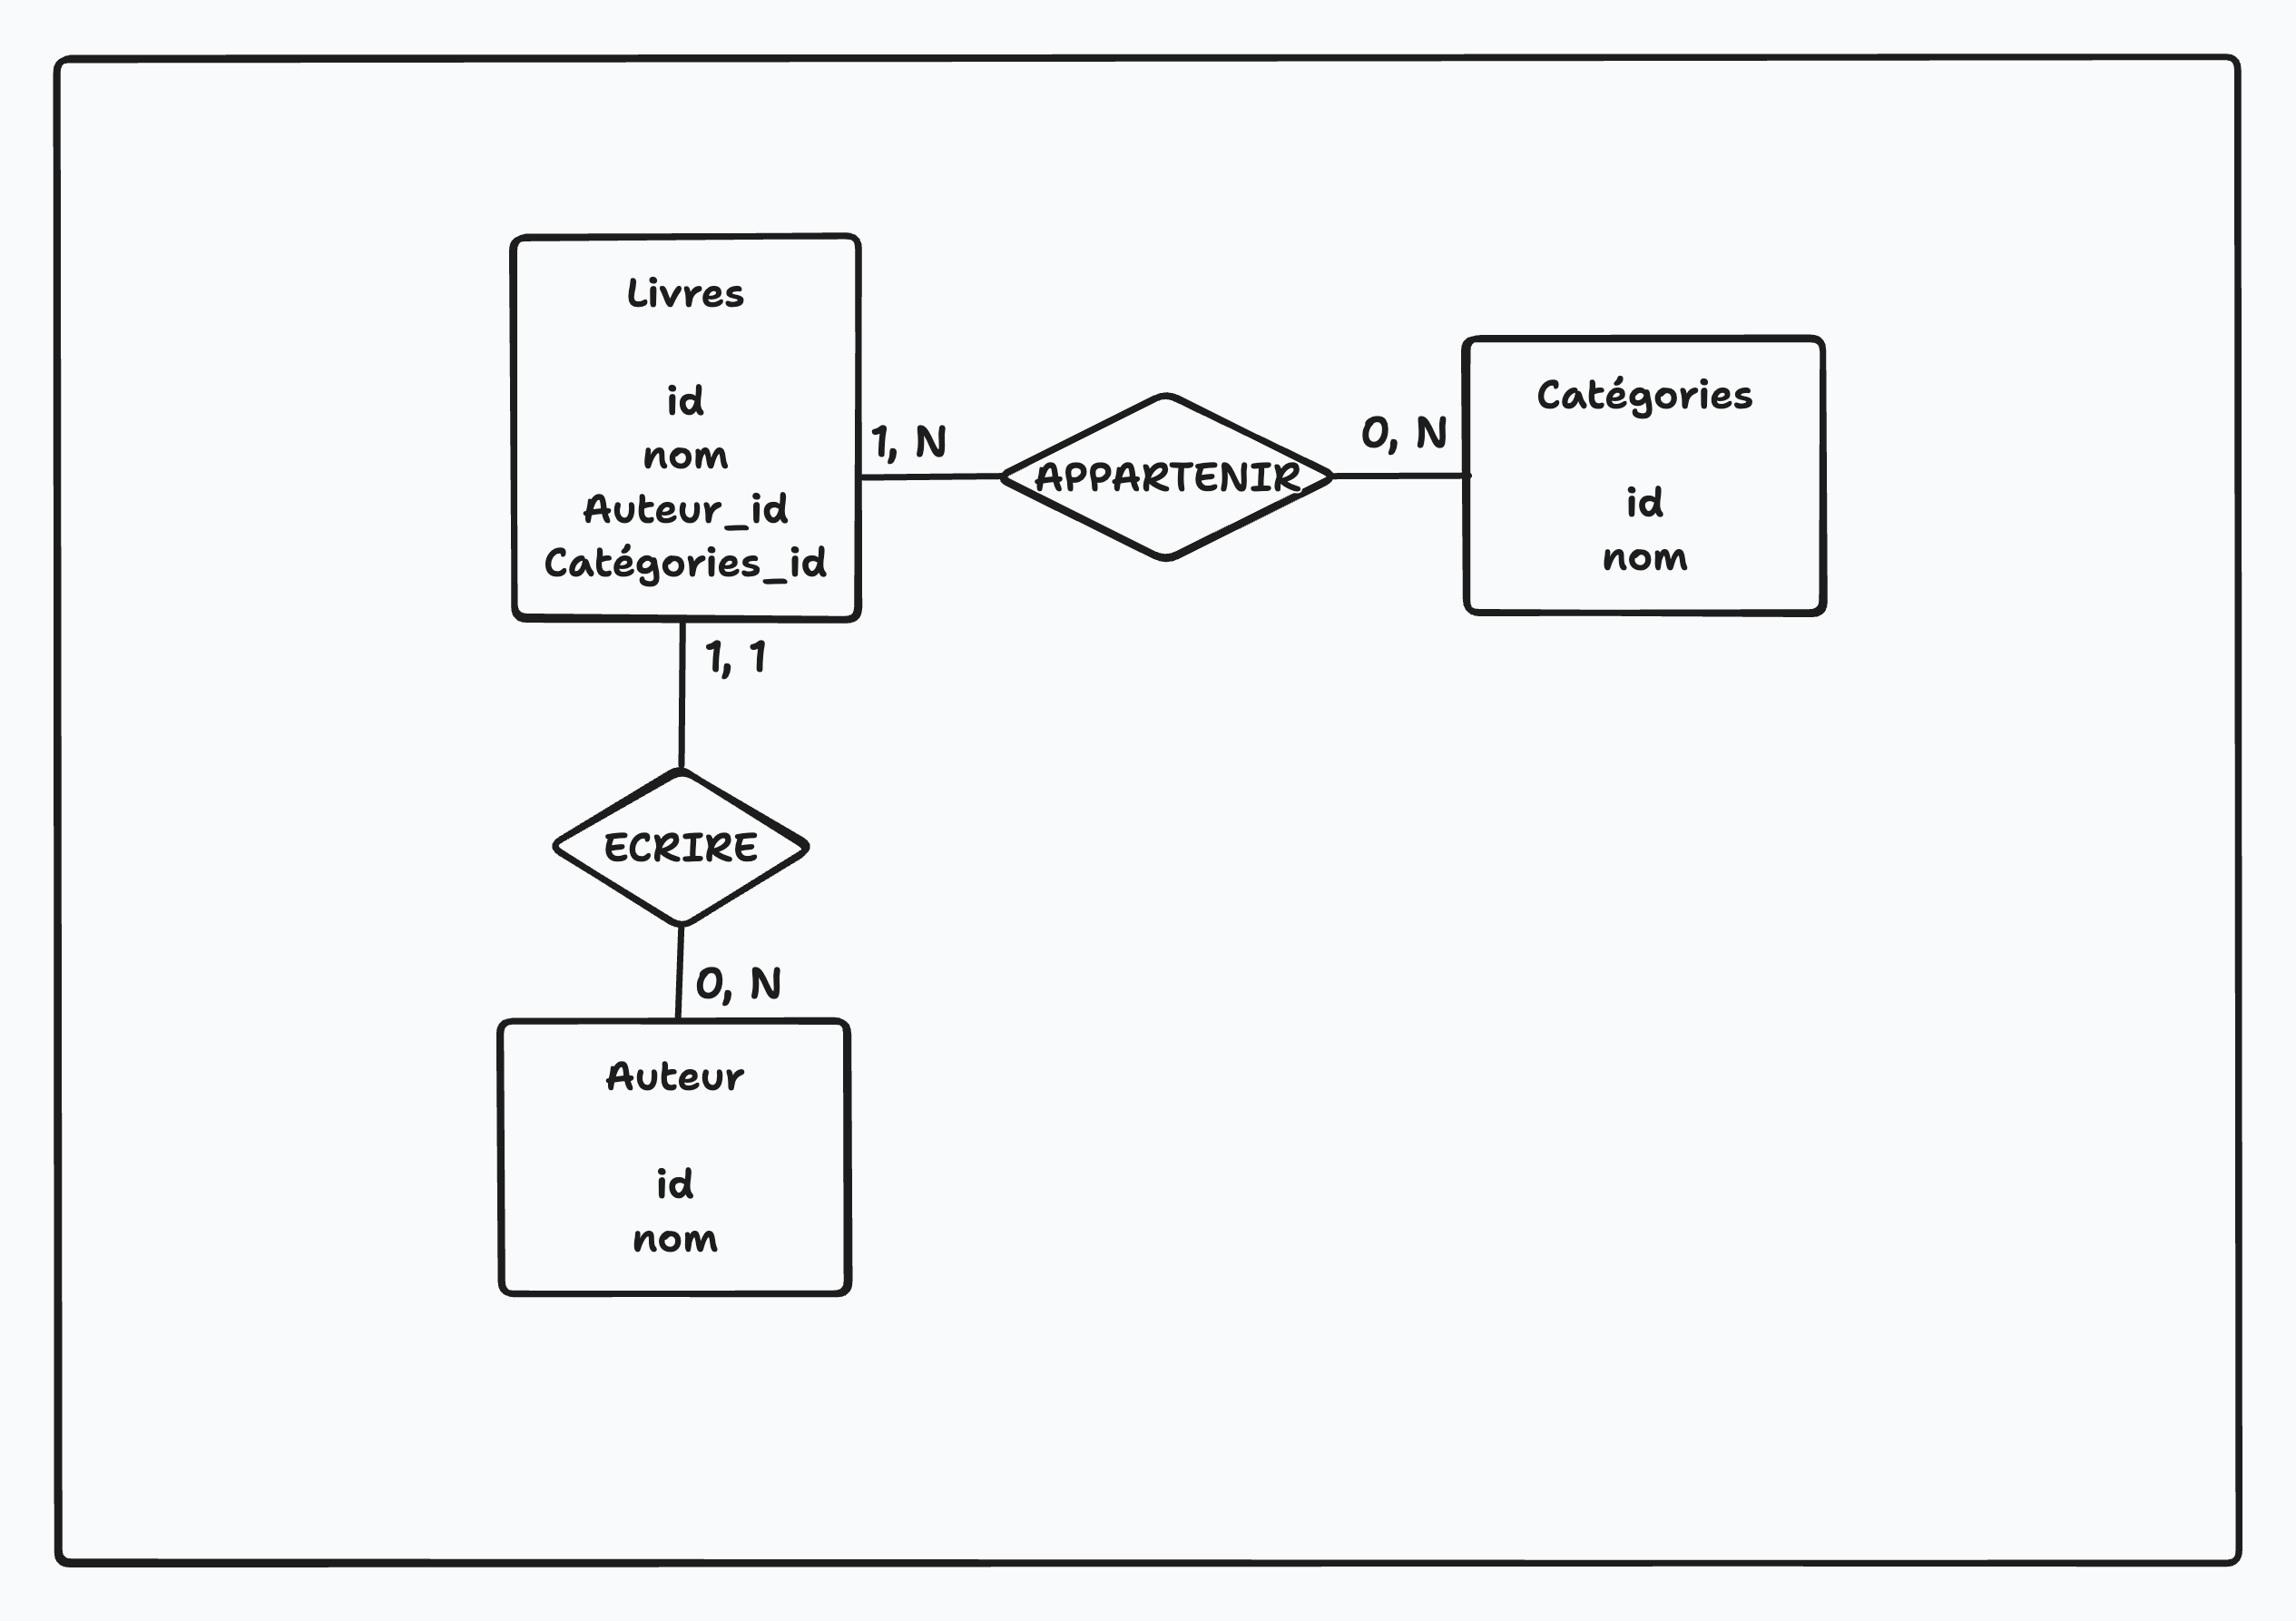 Livres
id
nom
Auteur_id
Catégories_id
1, N
APPARTENIR
0, N
Catégories
id
nom
1, 1
ECRIRE
0, N
Auteur
id
nom